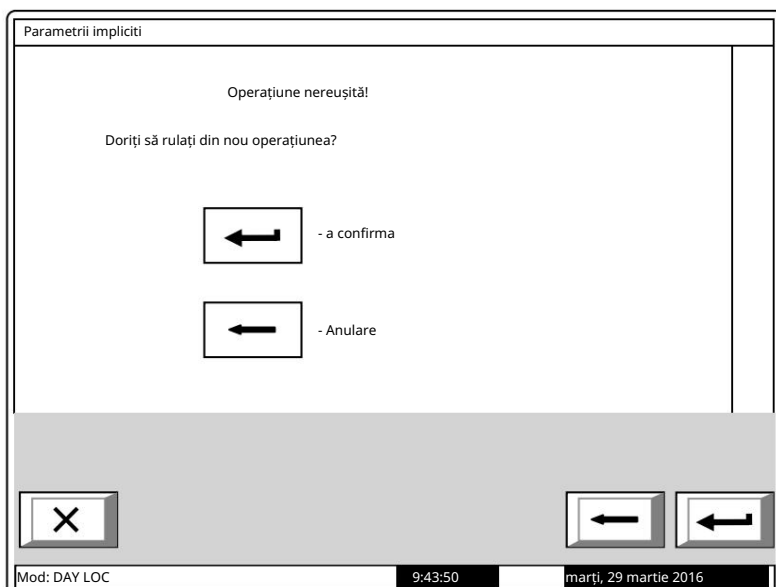 Parametrii impliciti
Operațiune nereușită!
Doriți să rulați din nou operațiunea?
- a confirma
- Anulare
Mod: DAY LOC 9:43:50 marți, 29 martie 2016